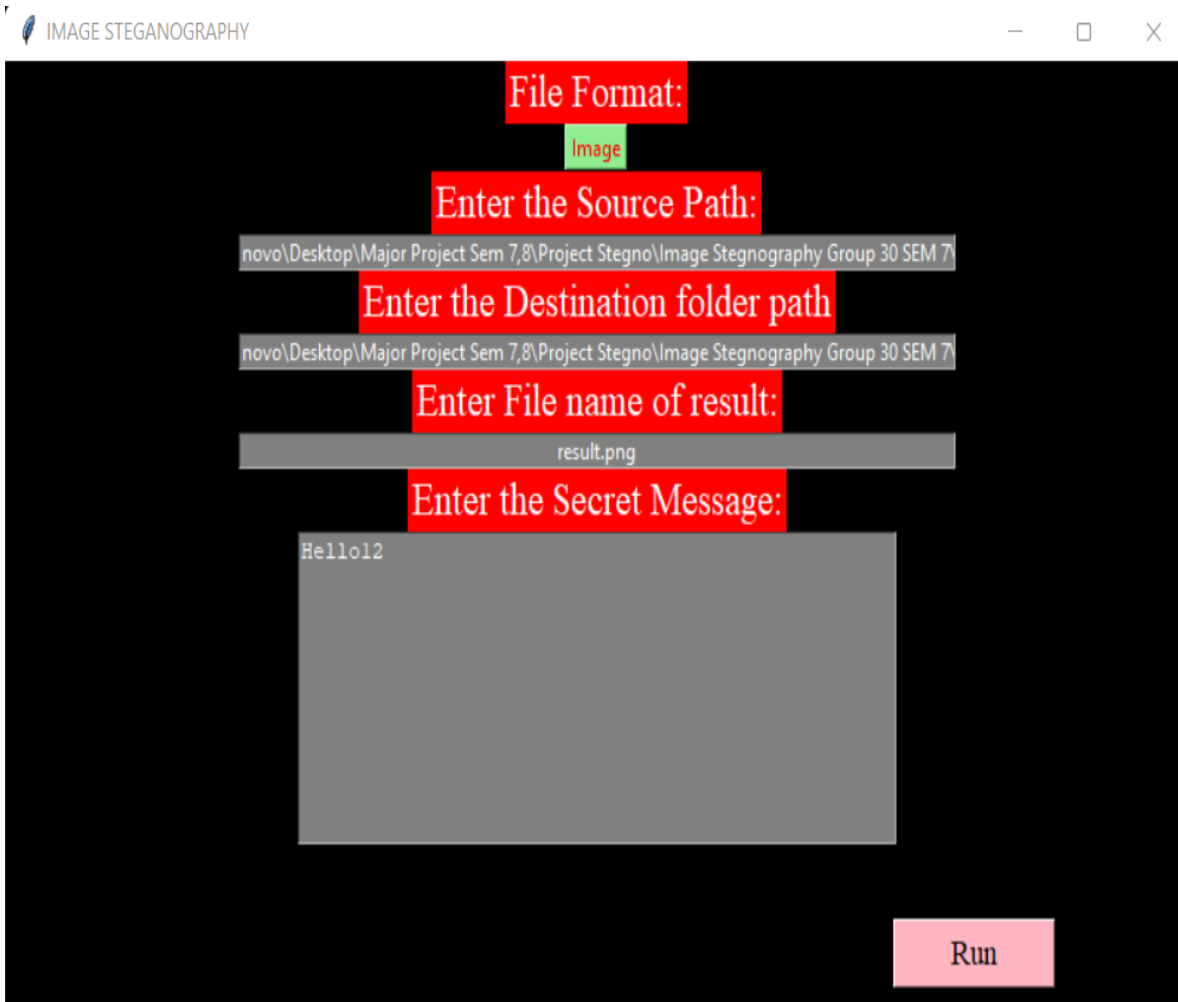 IMAGE STEGANOGRAPHY
File Format:
Image
Enter the Source Path:
novo\Desktop\Major Project Sem 7,8\Project Stegno\Image Stegnography Group 30 SEM 7\
Enter the Destination folder path
novo\Desktop\Major Project Sem 7,8\Project Stegno\Image Stegnography Group 30 SEM 7\
Enter File name of result:
result.png
Enter the Secret Message:
Hello12
Run